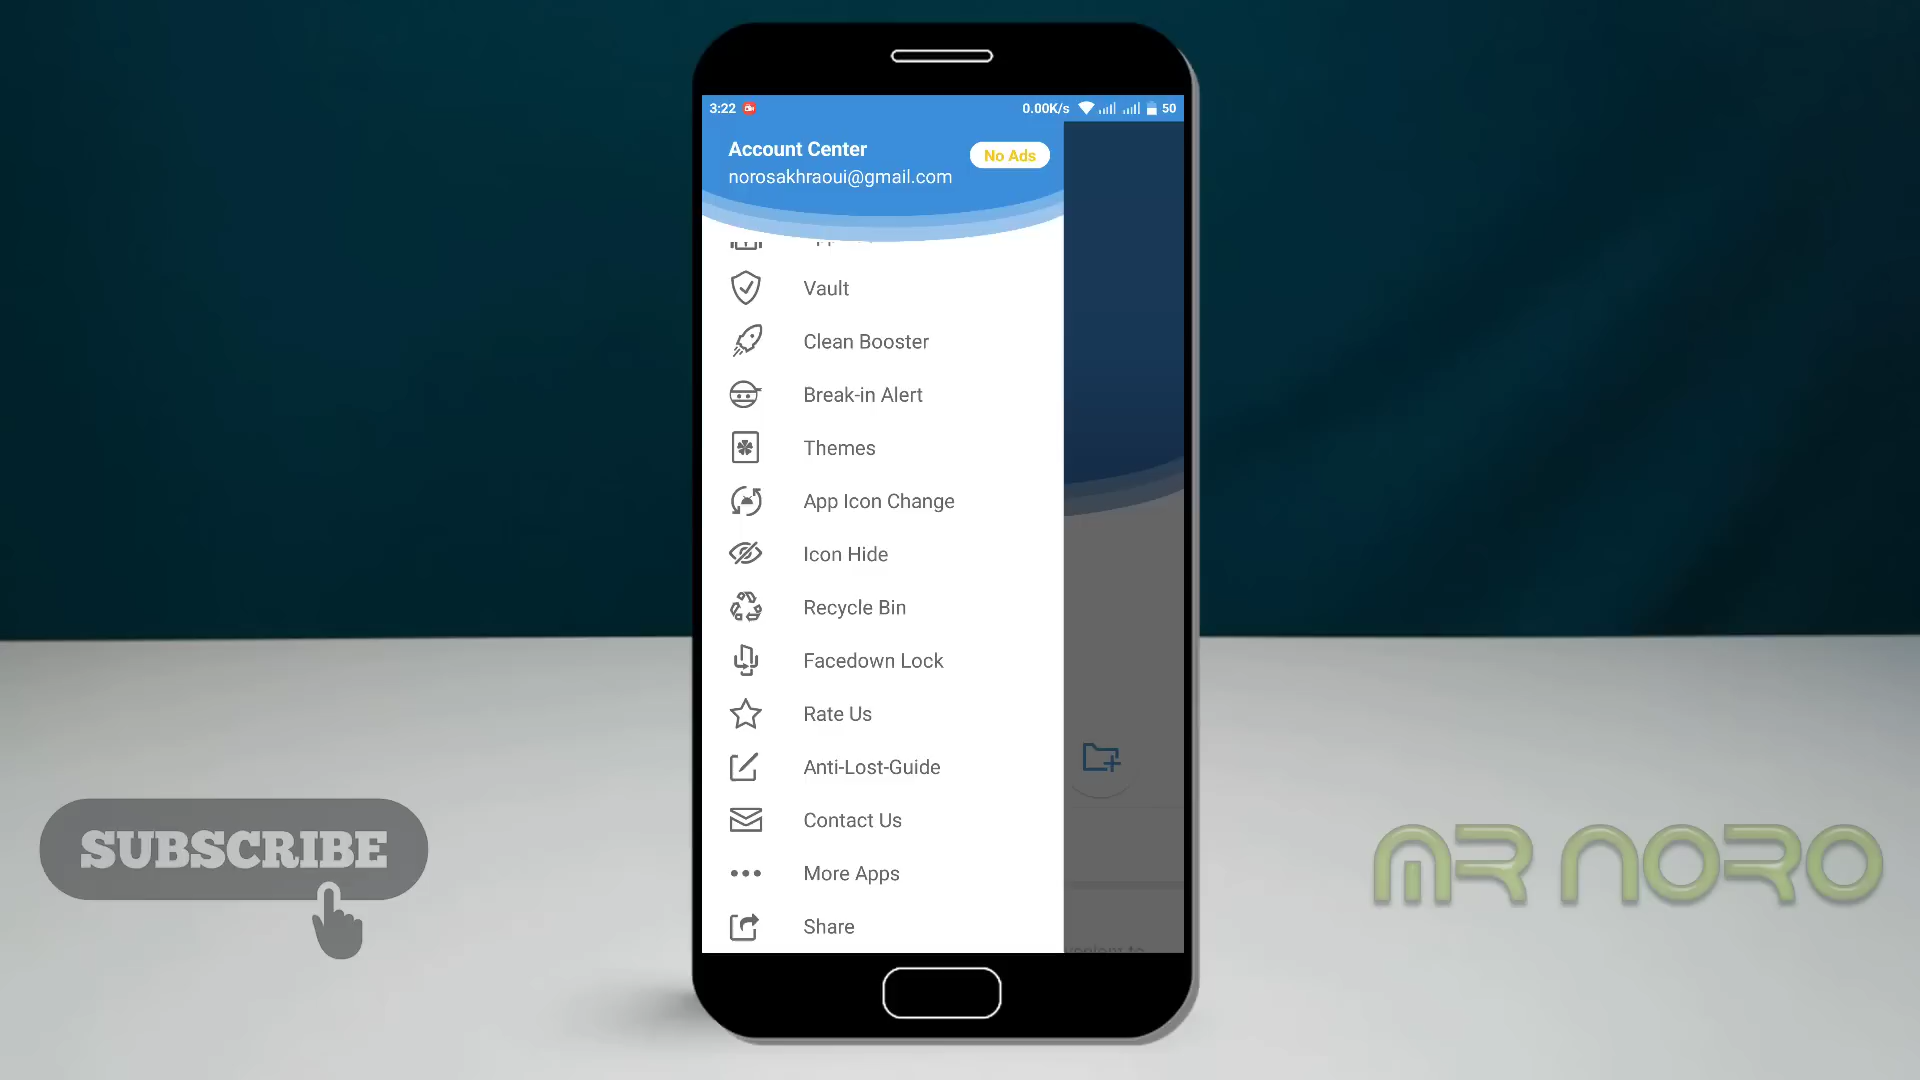 3:22 0.00K/s 50
Account Center
No Ads
norosakhraoui@gmail.com
Vault
Clean Booster
Break-in Alert
Themes
App Icon Change
Icon Hide
Recycle Bin
Facedown Lock
Rate Us
Anti-Lost-Guide
Contact Us
More Apps
Share
SUBSCRIBE
MR NORO